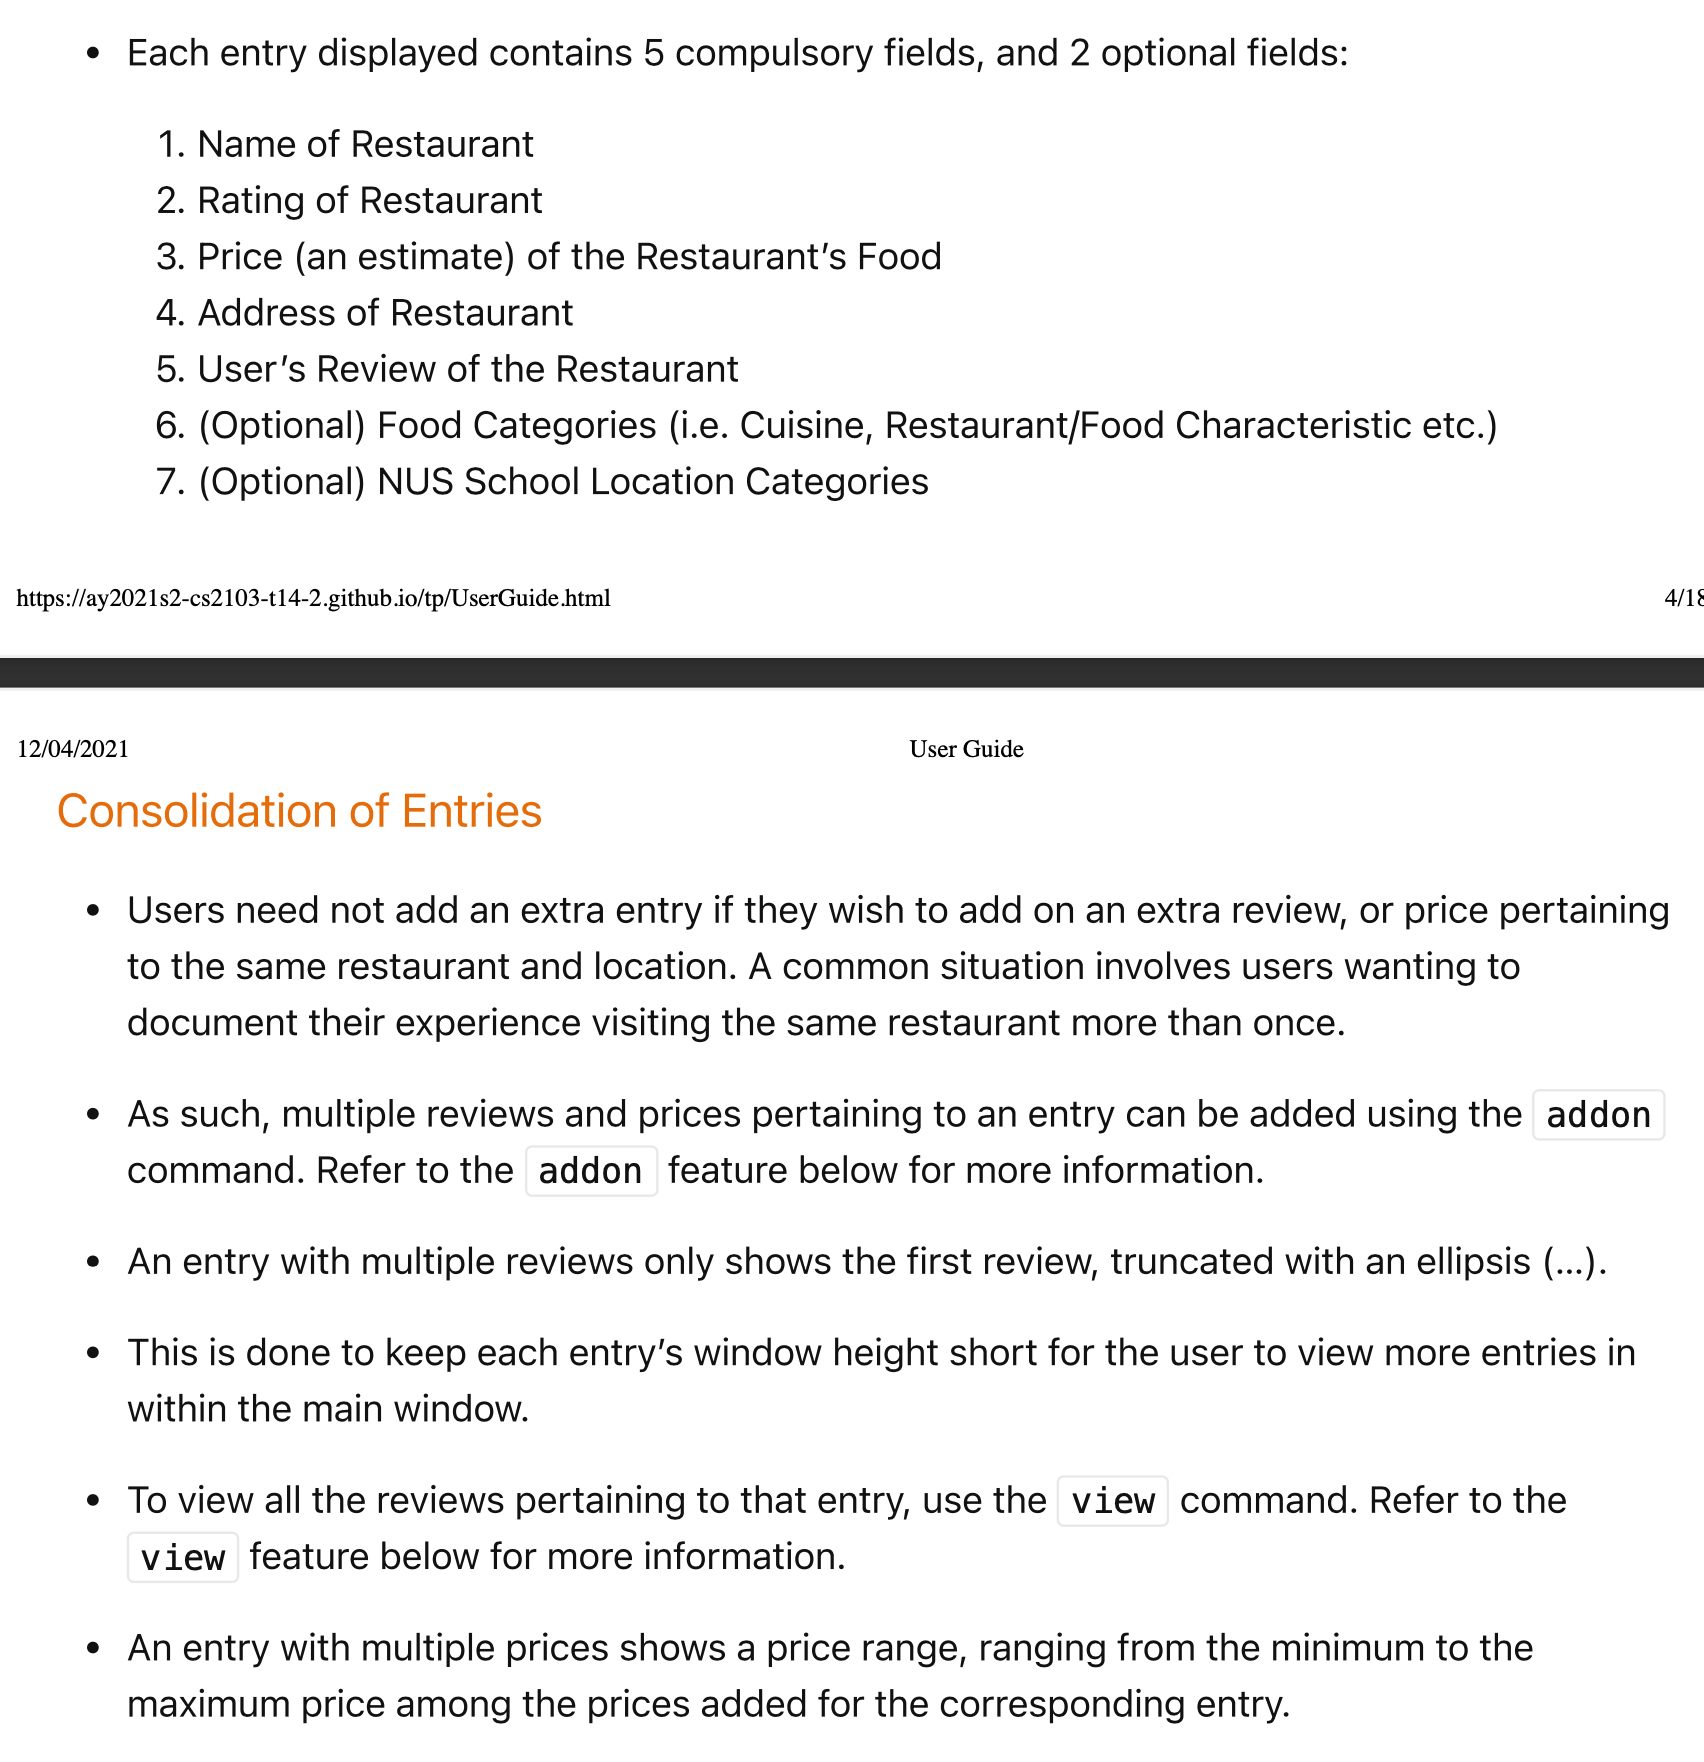 • Each entry displayed contains 5 compulsory fields, and 2 optional fields:
1. Name of Restaurant
2. Rating of Restaurant
3. Price (an estimate) of the Restaurant’s Food
4. Address of Restaurant
5. User’s Review of the Restaurant
6. (Optional) Food Categories (i.e. Cuisine, Restaurant/Food Characteristic etc.)
7. (Optional) NUS School Location Categories
https://ay2021s2-cs2103-t14-2.github.io/tp/UserGuide.html 4/18
12/04/2021 User Guide
Consolidation of Entries
• Users need not add an extra entry if they wish to add on an extra review, or price pertaining
to the same restaurant and location. A common situation involves users wanting to
document their experience visiting the same restaurant more than once.
• As such, multiple reviews and prices pertaining to an entry can be added using the addon
command. Refer to the addon feature below for more information.
• An entry with multiple reviews only shows the first review, truncated with an ellipsis (…).
• This is done to keep each entry’s window height short for the user to view more entries in
within the main window.
• To view all the reviews pertaining to that entry, use the view command. Refer to the
view feature below for more information.
• An entry with multiple prices shows a price range, ranging from the minimum to the
maximum price among the prices added for the corresponding entry.